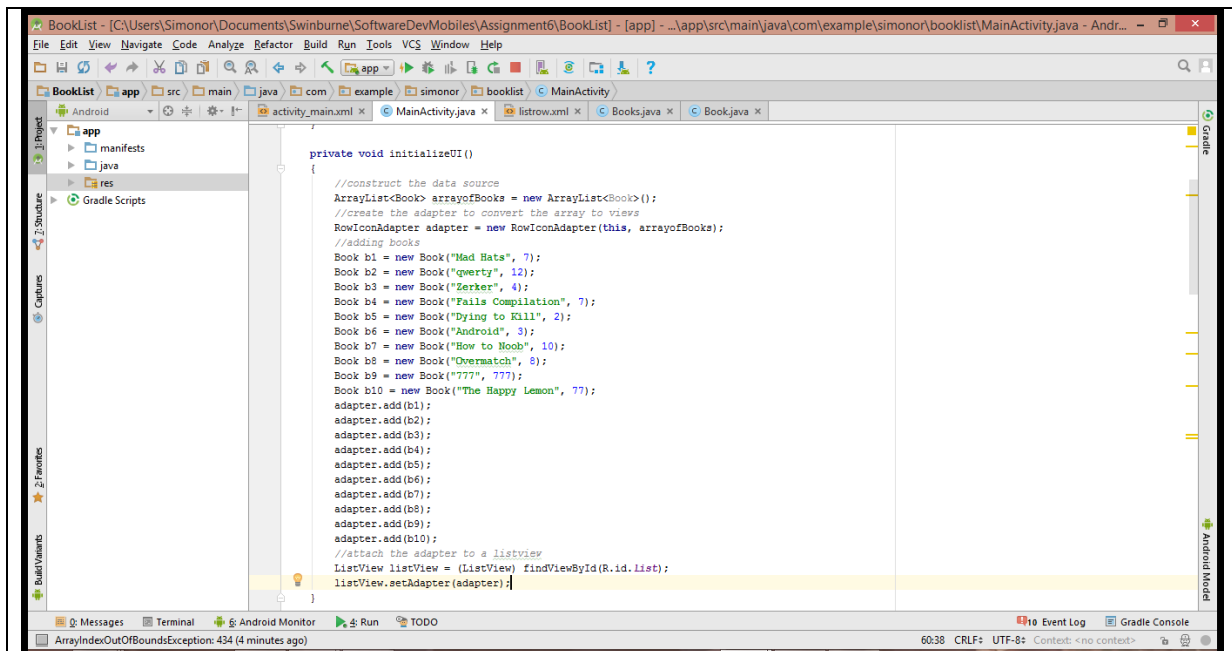 BookList - [C:\Users\Simonor\Documents\Swinburne\SoftwareDevMobiles\Assignment6\BookList] - [app] - ...\app\src\main\java\com\example\simonor\booklist\MainActivity.java - Andr...
File Edit View Navigate Code Analyze Refactor Build Run Tools VCS Window Help
app
BookList app src main java com example simonor booklist MainActivity
Android activity_main.xml MainActivity.java listrow.xml Books.java Book.java
1: Project
7: Structure
Captures
2: Favorites
Build Variants
app
manifests
java
res
Gradle Scripts
}
private void initializeUI()
{
//construct the data source
ArrayList<Book> arrayofBooks = new ArrayList<Book>();
//create the adapter to convert the array to views
RowIconAdapter adapter = new RowIconAdapter(this, arrayofBooks);
//adding books
Book b1 = new Book("Mad Hats", 7);
Book b2 = new Book("qwerty", 12);
Book b3 = new Book("Zerker", 4);
Book b4 = new Book("Fails Compilation", 7);
Book b5 = new Book("Dying to Kill", 2);
Book b6 = new Book("Android", 3);
Book b7 = new Book("How to Noob", 10);
Book b8 = new Book("Overmatch", 8);
Book b9 = new Book("777", 777);
Book b10 = new Book("The Happy Lemon", 77);
adapter.add(b1);
adapter.add(b2);
adapter.add(b3);
adapter.add(b4);
adapter.add(b5);
adapter.add(b6);
adapter.add(b7);
adapter.add(b8);
adapter.add(b9);
adapter.add(b10);
//attach the adapter to a listview
ListView listView = (ListView) findViewById(R.id.list);
listView.setAdapter(adapter);
}
Gradle
Android Model
0: Messages Terminal 6: Android Monitor 4: Run TODO 10 Event Log Gradle Console
ArrayIndexOutOfBoundsException: 434 (4 minutes ago) 60:38 CRLF UTF-8 Context: <no context>